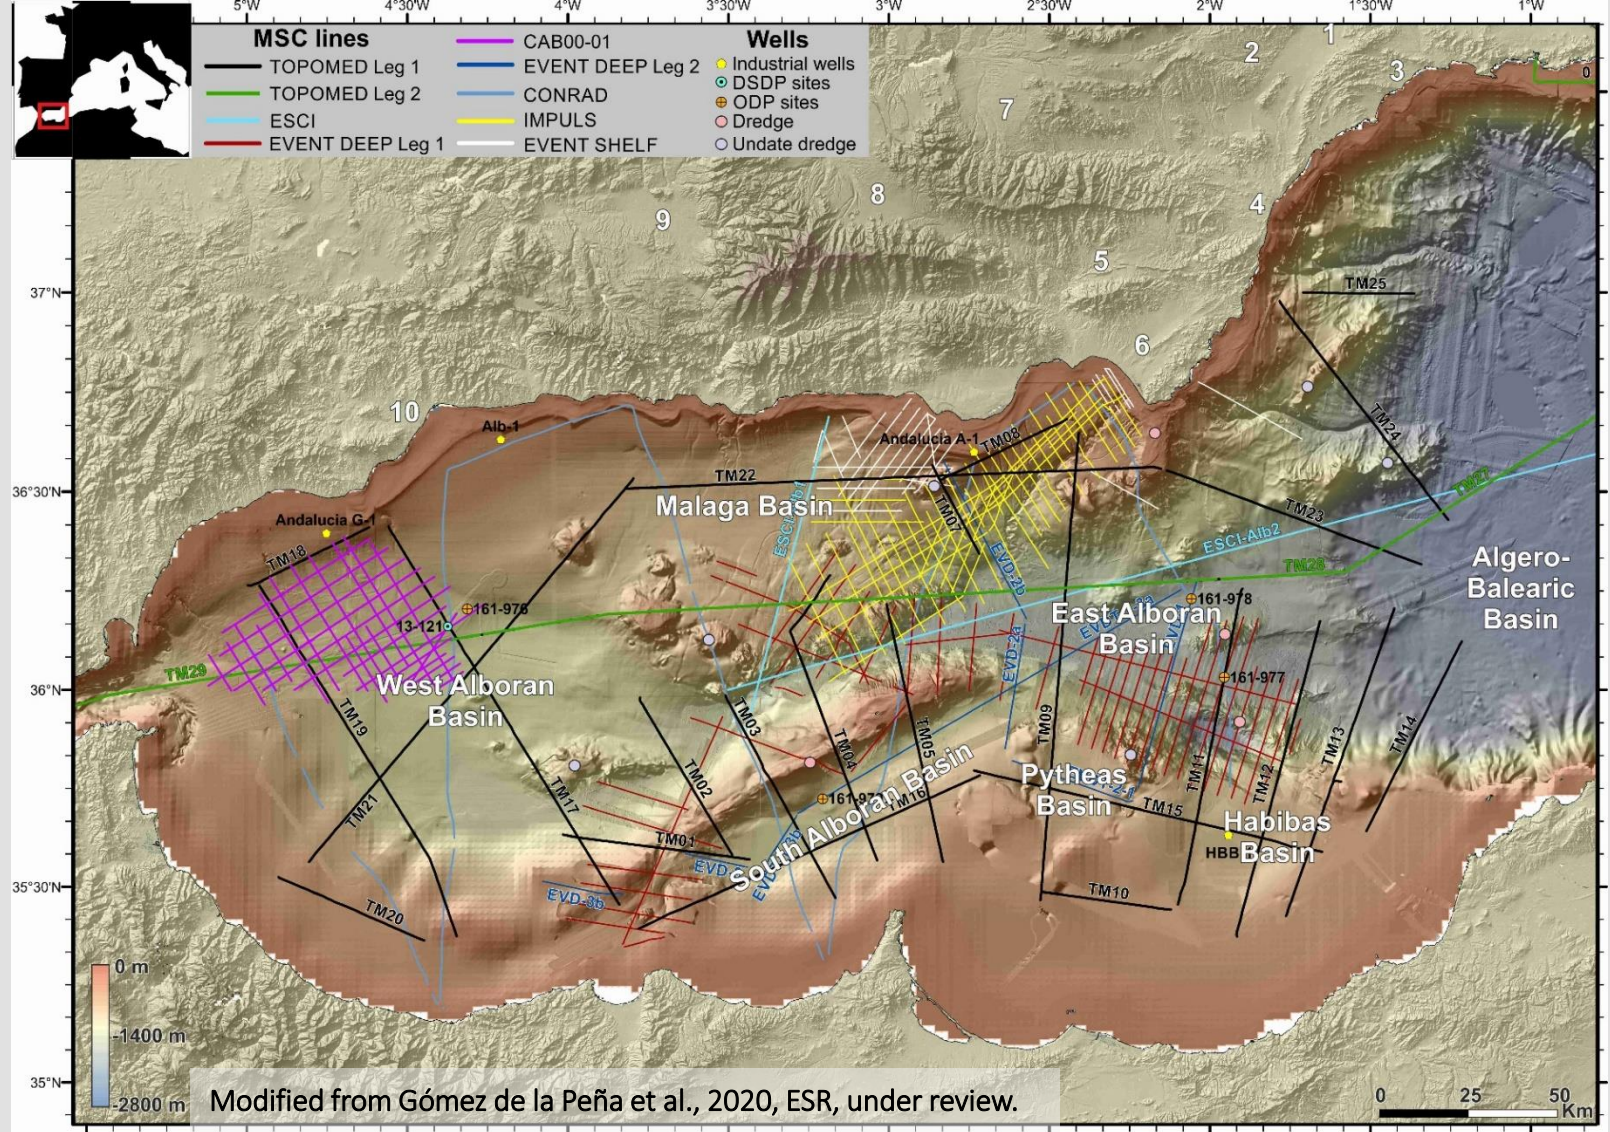 5°W
4°30'W
4°W
3°30'W
3°W
2°30'W
2°W
1°30'W
1°W
MSC lines
TOPOMED Leg 1
TOPOMED Leg 2
ESCI
EVENT DEEP Leg 1
CAB00-01
EVENT DEEP Leg 2
CONRAD
IMPULS
EVENT SHELF
Wells
Industrial wells
DSDP sites
ODP sites
Dredge
Undate dredge
1
2
3
0
7
8
4
9
5
37°N
TM25
6
10
Alb-1
Andalucia A-1
TM08
TM24
TM22
Malaga Basin
36°30'N
TM27
TM07
TM23
Andalucia G-1
ESCI-Alb2
TM18
EVD-2b
TM28
Algero-
Balearic
Basin
161-976
161-978
13-121
East Alboran
Basin
EVD-2a
TM29
161-977
36°N
West Alboran
Basin
TM19
TM03
TM09
TM05
TM04
TM13
TM14
TM02
TM11
TM12
Pytheas
Basin
TM17
TM16
TM15
TM21
Habibas
Basin
TM01
South Alboran Basin
HBB
35°30'N
EVD-3b
TM10
TM20
0 m
-1400 m
-2800 m
35°N
0
25
50
Km
Modified from Gómez de la Peña et al., 2020, ESR, under review.